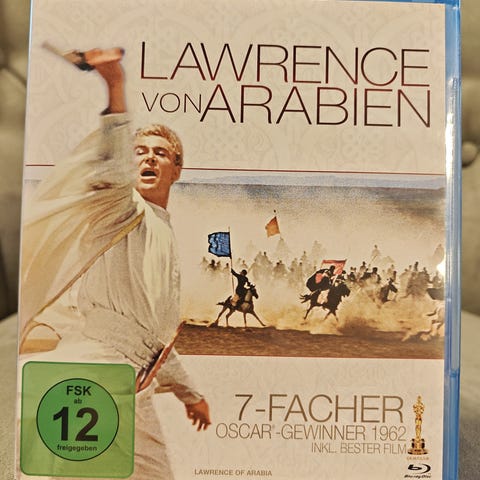 LAWRENCE
VON ARABIEN
FSK
ab
12
freigegeben
7-FACHER
OSCAR®-GEWINNER 1962
INKL. BESTER FILM
LAWRENCE OF ARABIA
Blu-ray Disc